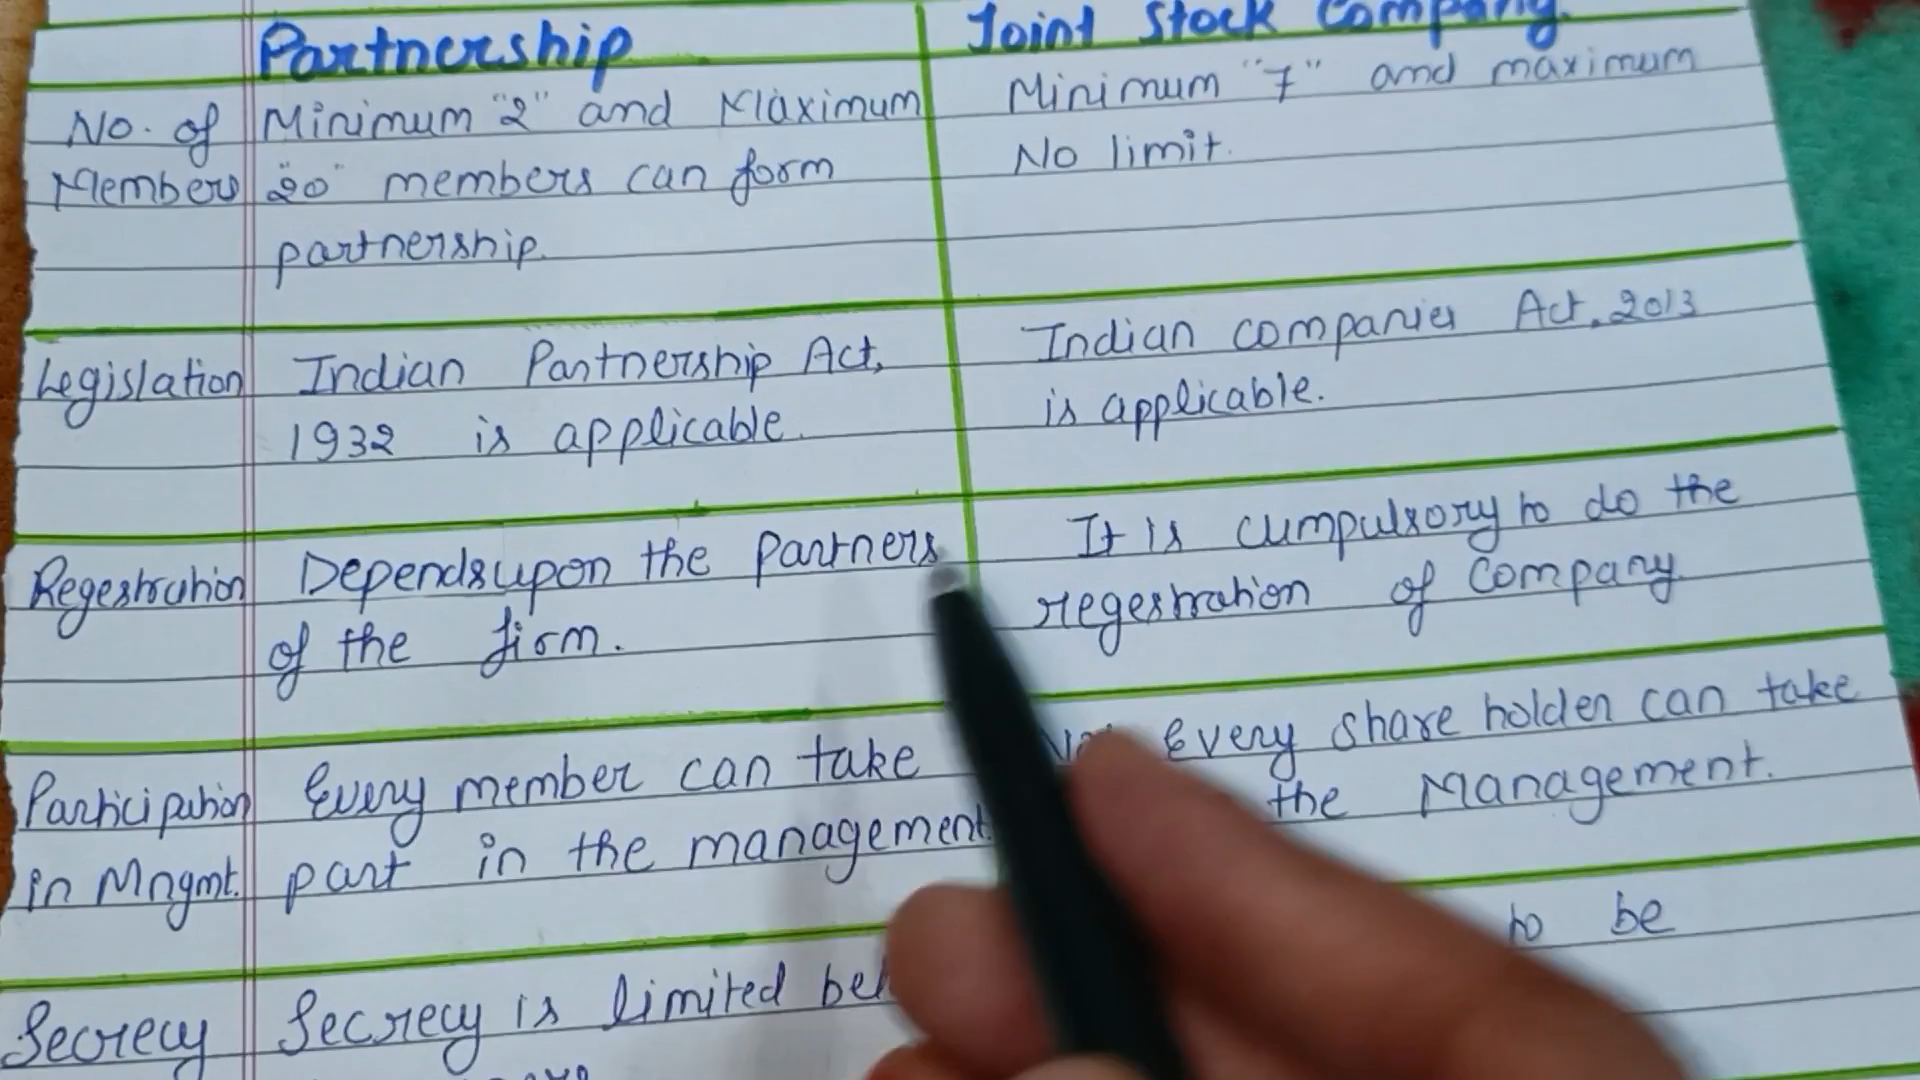 Partnership
Joint Stock Company.
No. of
Members
Minimum "2" and Maximum
"20" members can form
partnership.
Minimum "7" and maximum
No limit.
Legislation
Indian Partnership Act,
1932 is applicable.
Indian companies Act, 2013
is applicable.
Regestration
Depends upon the Partners
of the firm.
It is cumpulsory to do the
regestration of Company
Participation
in Mngmt.
Every member can take
part in the management.
Every share holder can take
the Management.
to be
Secrecy
Secrecy is limited